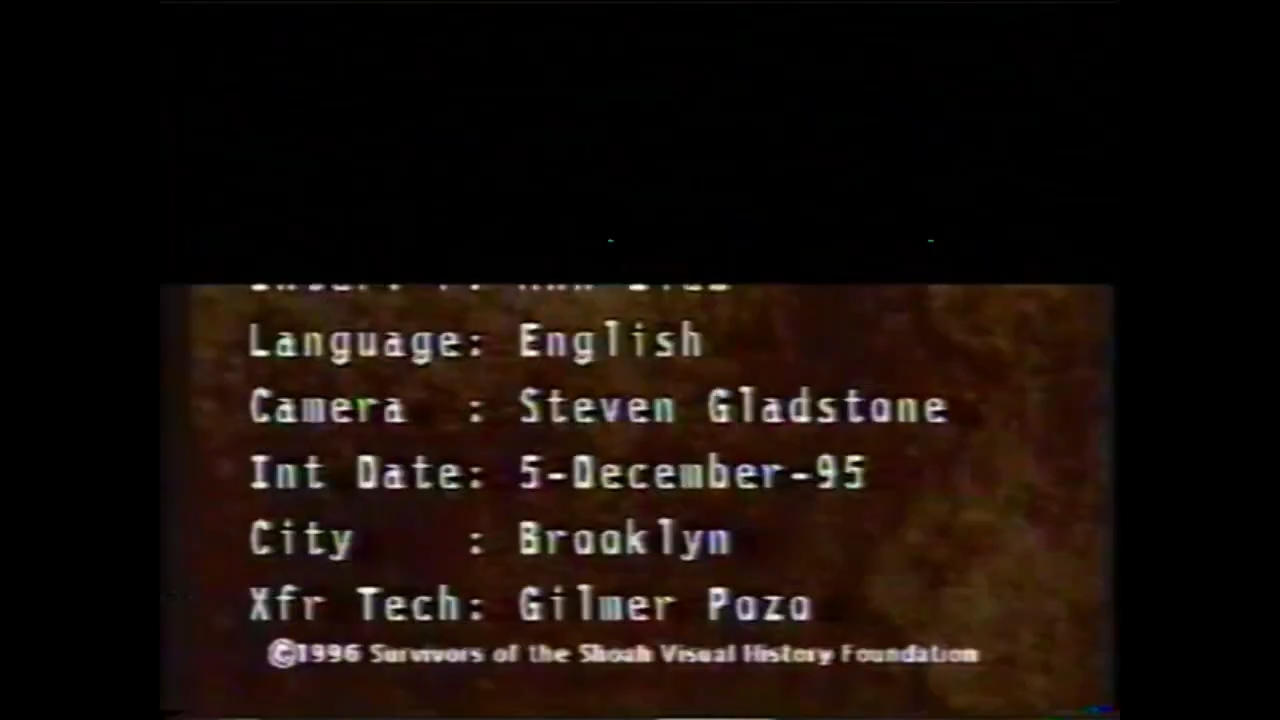 Language: English
Camera : Steven Gladstone
Int Date: 5-December-95
City : Brooklyn
Xfr Tech: Gilmer Pozo
©1996 Survivors of the Shoah Visual History Foundation